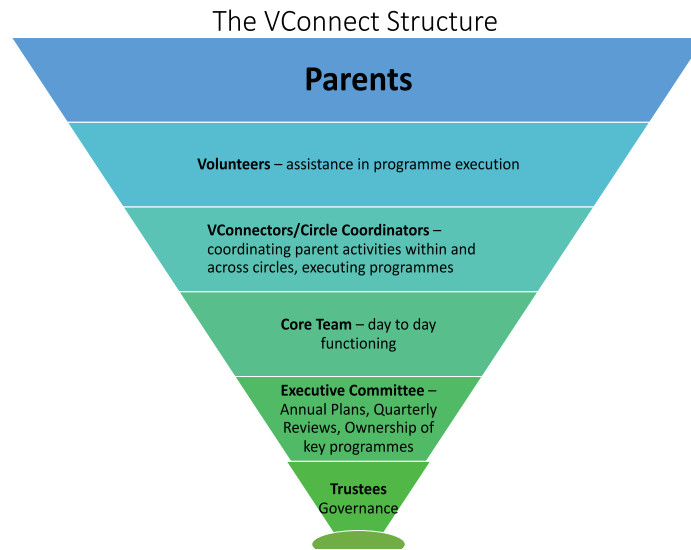 The VConnect Structure
Parents
Volunteers – assistance in programme execution
VConnectors/Circle Coordinators –
coordinating parent activities within and
across circles, executing programmes
Core Team – day to day
functioning
Executive Committee –
Annual Plans, Quarterly
Reviews, Ownership of
key programmes
Trustees
Governance